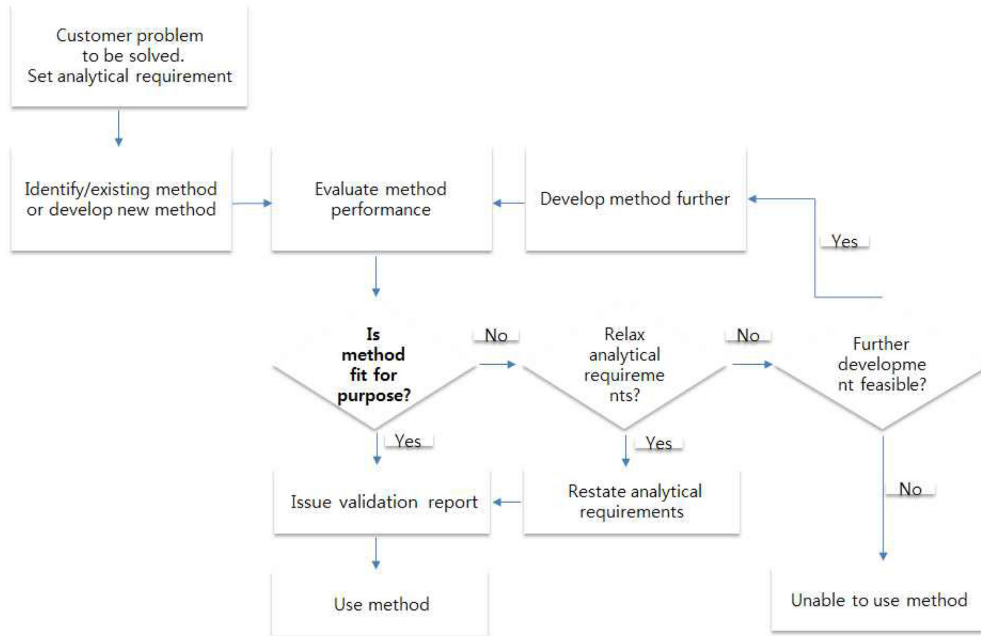 Customer problem
to be solved.
Set analytical requirement
Identify/existing method
or develop new method
Evaluate method
performance
Develop method further
Yes
Is
method
fit for
purpose?
No
Relax
analytical
requireme
nts?
No
Further
developme
nt feasible?
Yes
Yes
No
Issue validation report
Restate analytical
requirements
Use method
Unable to use method